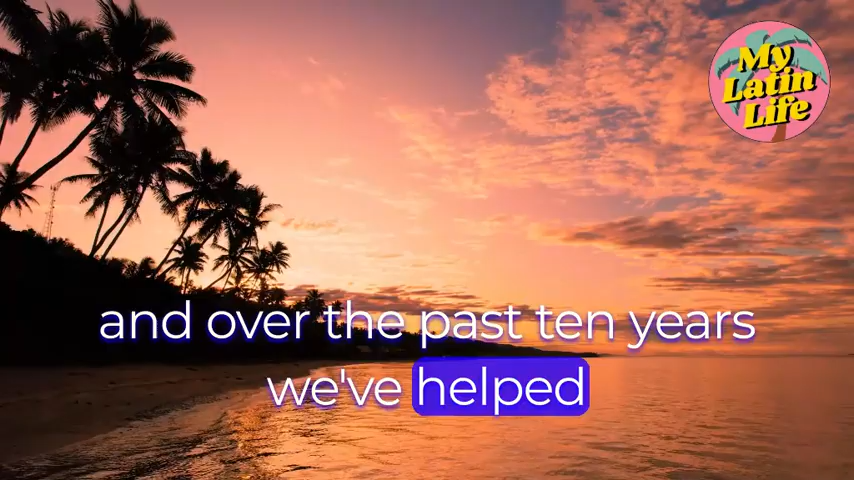 My
Latin
Life
and over the past ten years
we've helped